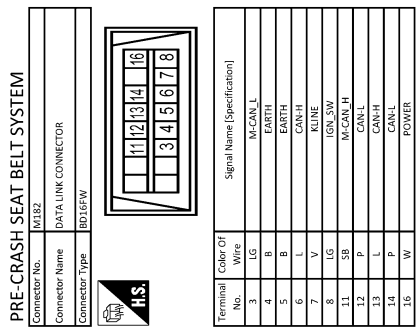 PRE-CRASH SEAT BELT SYSTEM
Connector No. M182
Connector Name DATA LINK CONNECTOR
Connector Type BD16FW
H.S.
11 12 13 14 16
3 4 5 6 7 8
Terminal No. Color Of Wire Signal Name [Specification]
3 LG M-CAN_L
4 B EARTH
5 B EARTH
6 L CAN-H
7 V KLINE
8 LG IGN_SW
11 SB M-CAN_H
12 P CAN-L
13 L CAN-H
14 P CAN-L
16 W POWER